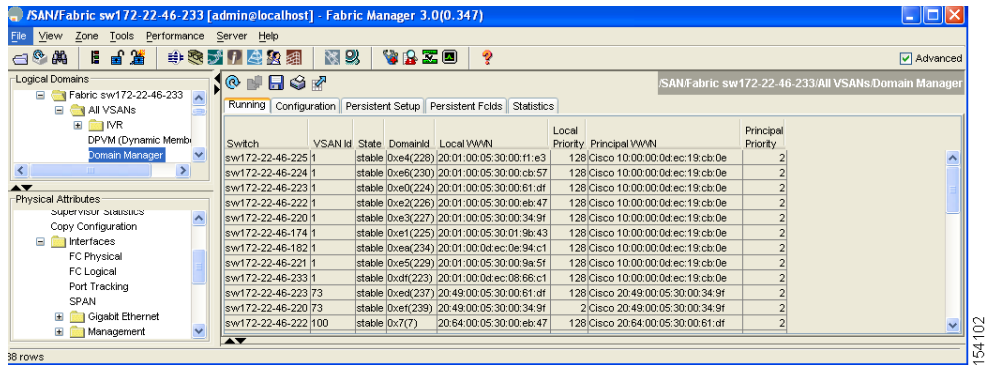 /SAN/Fabric sw172-22-46-233 [admin@localhost] - Fabric Manager 3.0(0.347)
File View Zone Tools Performance Server Help
Advanced
Logical Domains
Fabric sw172-22-46-233
All VSANs
IVR
DPVM (Dynamic Memb
Domain Manager
/SAN/Fabric sw172-22-46-233/All VSANs/Domain Manager
Running Configuration Persistent Setup Persistent FcIds Statistics
Switch VSAN Id State DomainId Local WWN Local Priority Principal WWN Principal Priority
sw172-22-46-225 1 stable 0xe4(228) 20:01:00:05:30:00:f1:e3 128 Cisco 10:00:00:0d:ec:19:cb:0e 2
sw172-22-46-224 1 stable 0xe6(230) 20:01:00:05:30:00:cb:57 128 Cisco 10:00:00:0d:ec:19:cb:0e 2
sw172-22-46-223 1 stable 0xe0(224) 20:01:00:05:30:00:61:df 128 Cisco 10:00:00:0d:ec:19:cb:0e 2
sw172-22-46-222 1 stable 0xe2(226) 20:01:00:05:30:00:eb:47 128 Cisco 10:00:00:0d:ec:19:cb:0e 2
sw172-22-46-220 1 stable 0xe3(227) 20:01:00:05:30:00:34:9f 128 Cisco 10:00:00:0d:ec:19:cb:0e 2
sw172-22-46-174 1 stable 0xe1(225) 20:01:00:05:30:01:9b:43 128 Cisco 10:00:00:0d:ec:19:cb:0e 2
sw172-22-46-182 1 stable 0xea(234) 20:01:00:0d:ec:0e:94:c1 128 Cisco 10:00:00:0d:ec:19:cb:0e 2
sw172-22-46-221 1 stable 0xe5(229) 20:01:00:05:30:00:9a:5f 128 Cisco 10:00:00:0d:ec:19:cb:0e 2
sw172-22-46-233 1 stable 0xdf(223) 20:01:00:0d:ec:08:66:c1 128 Cisco 10:00:00:0d:ec:19:cb:0e 2
sw172-22-46-223 73 stable 0xed(237) 20:49:00:05:30:00:61:df 128 Cisco 20:49:00:05:30:00:34:9f 2
sw172-22-46-220 73 stable 0xef(239) 20:49:00:05:30:00:34:9f 2 Cisco 20:49:00:05:30:00:34:9f 2
sw172-22-46-222 100 stable 0x7(7) 20:64:00:05:30:00:eb:47 128 Cisco 20:64:00:05:30:00:61:df 2
Physical Attributes
Supervisor Statistics
Copy Configuration
Interfaces
FC Physical
FC Logical
Port Tracking
SPAN
Gigabit Ethernet
Management
38 rows
154102